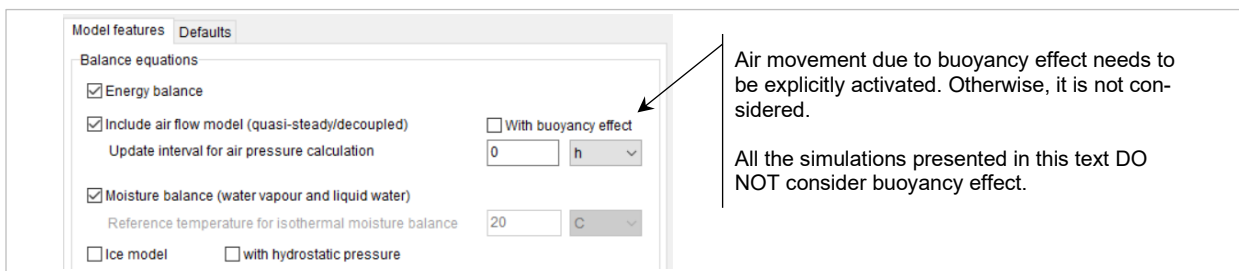 Model features Defaults
Balance equations
Energy balance
Include air flow model (quasi-steady/decoupled) With buoyancy effect
Update interval for air pressure calculation 0 h
Moisture balance (water vapour and liquid water)
Reference temperature for isothermal moisture balance 20 C
Ice model with hydrostatic pressure
Air movement due to buoyancy effect needs to
be explicitly activated. Otherwise, it is not con-
sidered.
All the simulations presented in this text DO
NOT consider buoyancy effect.